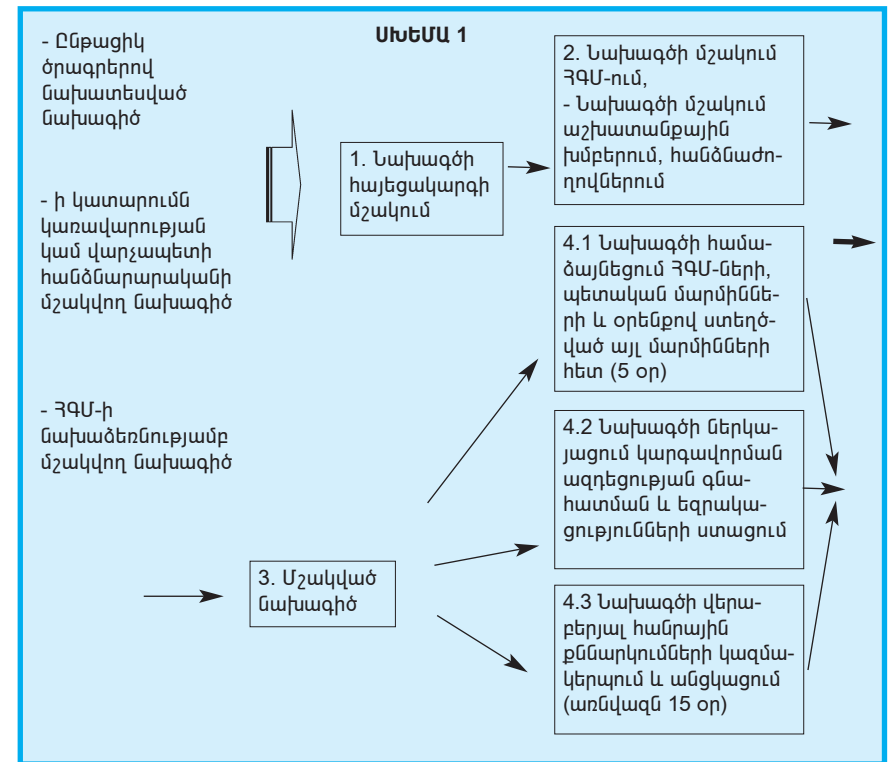 ՍԽԵՄԱ 1
- Ընթացիկ
ծրագրերով
նախատեսված
նախագիծ
- ի կատարումն
կառավարության
կամ վարչապետի
հանձնարարականի
մշակվող նախագիծ
- ՀԳՄ-ի
նախաձեռնությամբ
մշակվող նախագիծ
1. Նախագծի
հայեցակարգի
մշակում
2. Նախագծի մշակում
ՀԳՄ-ում,
- Նախագծի մշակում
աշխատանքային
խմբերում, հանձնաժո-
ղովներում
3. Մշակված
նախագիծ
4.1 Նախագծի համա-
ձայնեցում ՀԳՄ-ների,
պետական մարմիննե-
րի և օրենքով ստեղծ-
ված այլ մարմինների
հետ (5 օր)
4.2 Նախագծի ներկա-
յացում կարգավորման
ազդեցության գնա-
հատման և եզրակա-
ցությունների ստացում
4.3 Նախագծի վերա-
բերյալ հանրային
քննարկումների կազմա-
կերպում և անցկացում
(առնվազն 15 օր)